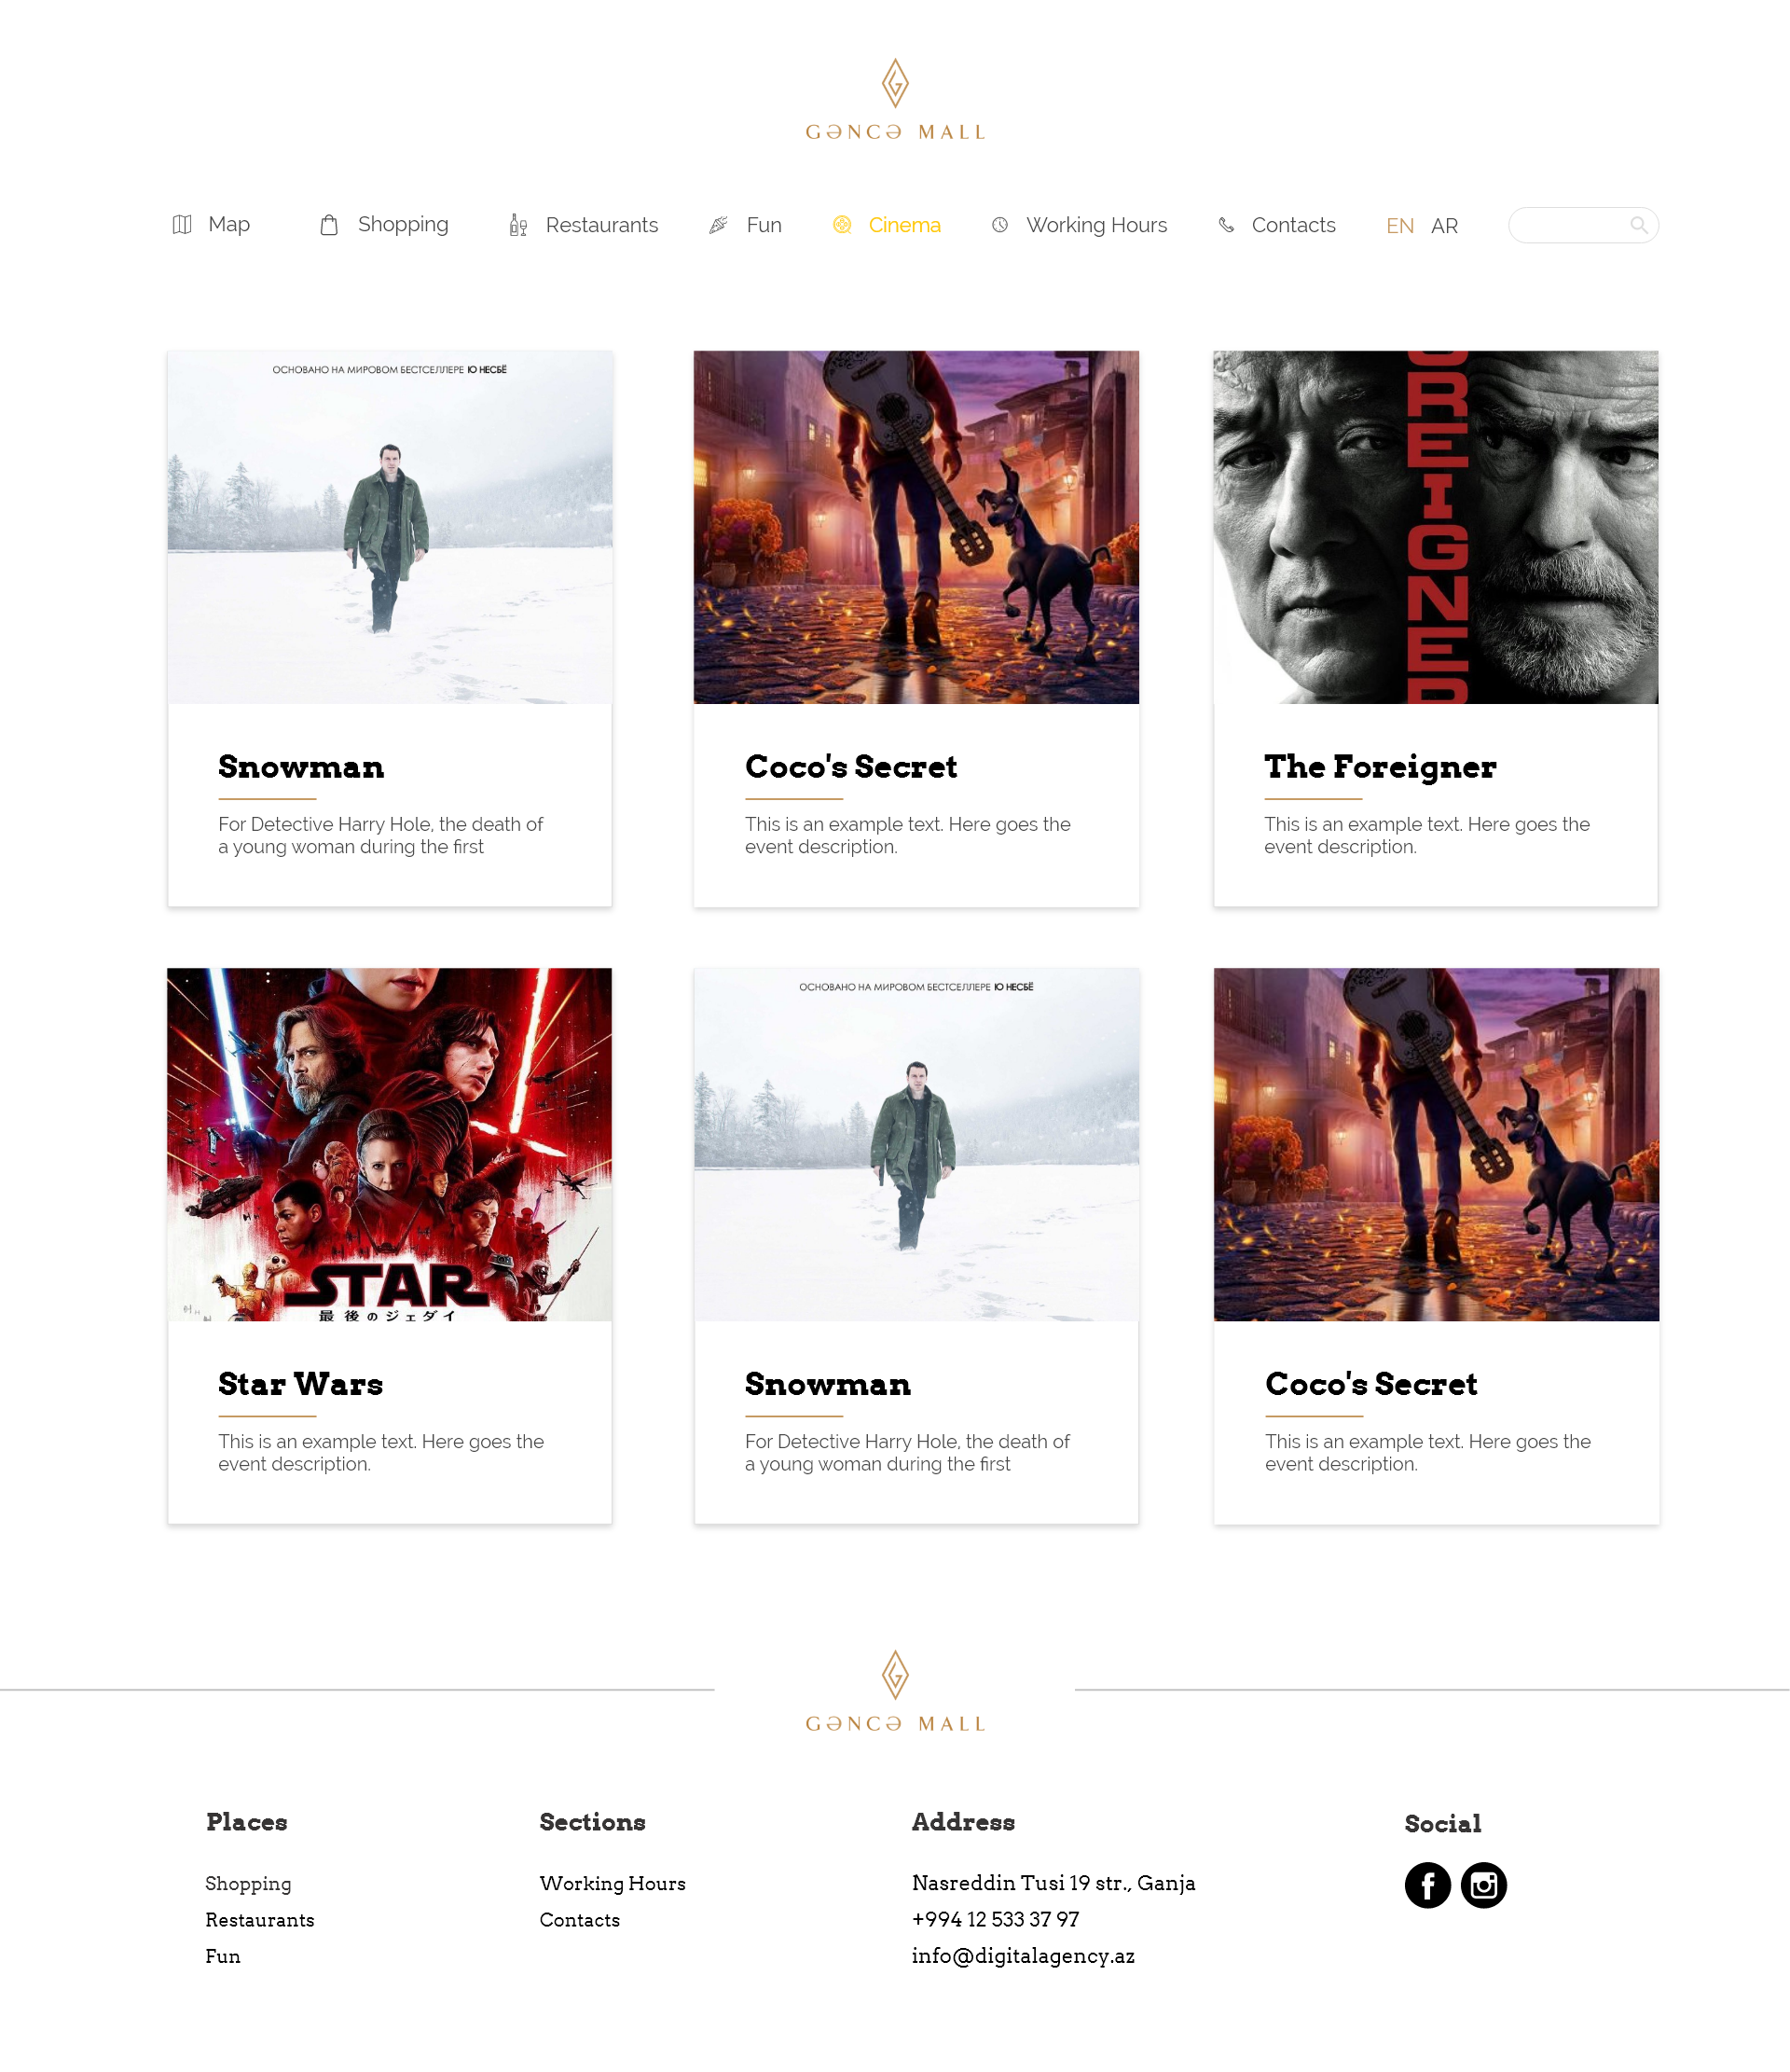 GƏNCƏ MALL
Map
Shopping
Restaurants
Fun
Cinema
Working Hours
Contacts
EN AR
ОСНОВАНО НА МИРОВОМ БЕСТСЕЛЛЕРЕ Ю НЕСБЁ
OREIGNER
Snowman
For Detective Harry Hole, the death of
a young woman during the first
Coco's Secret
This is an example text. Here goes the
event description.
The Foreigner
This is an example text. Here goes the
event description.
STAR
最後のジェダイ
ОСНОВАНО НА МИРОВОМ БЕСТСЕЛЛЕРЕ Ю НЕСБЁ
Star Wars
This is an example text. Here goes the
event description.
Snowman
For Detective Harry Hole, the death of
a young woman during the first
Coco's Secret
This is an example text. Here goes the
event description.
GƏNCƏ MALL
Places
Shopping
Restaurants
Fun
Sections
Working Hours
Contacts
Address
Nasreddin Tusi 19 str., Ganja
+994 12 533 37 97
info@digitalagency.az
Social